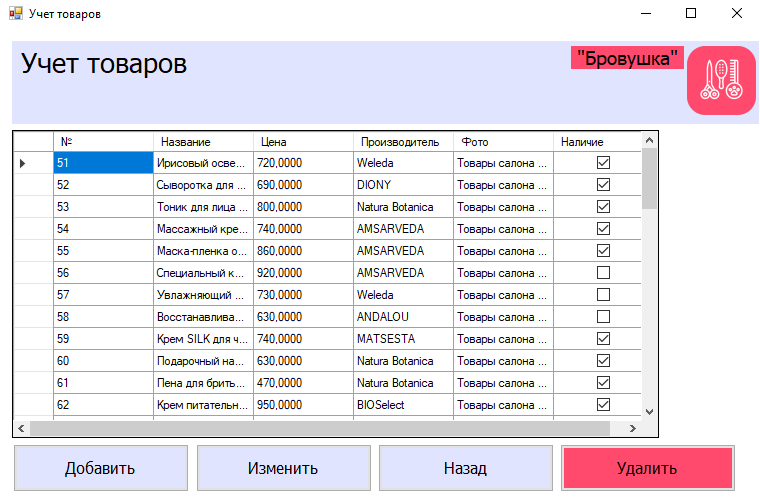 Учет товаров
Учет товаров
"Бровушка"
№ Название Цена Производитель Фото Наличие
51 Ирисовый осве... 720,0000 Weleda Товары салона ...
52 Сыворотка для ... 690,0000 DIONY Товары салона ...
53 Тоник для лица ... 800,0000 Natura Botanica Товары салона ...
54 Массажный кре... 740,0000 AMSARVEDA Товары салона ...
55 Маска-пленка о... 860,0000 AMSARVEDA Товары салона ...
56 Специальный к... 920,0000 AMSARVEDA Товары салона ...
57 Увлажняющий ... 730,0000 Weleda Товары салона ...
58 Восстанавлива... 630,0000 ANDALOU Товары салона ...
59 Крем SILK для ч... 740,0000 MATSESTA Товары салона ...
60 Подарочный на... 630,0000 Natura Botanica Товары салона ...
61 Пена для брить... 470,0000 Natura Botanica Товары салона ...
62 Крем питательн... 950,0000 BIOSelect Товары салона ...
Добавить Изменить Назад Удалить